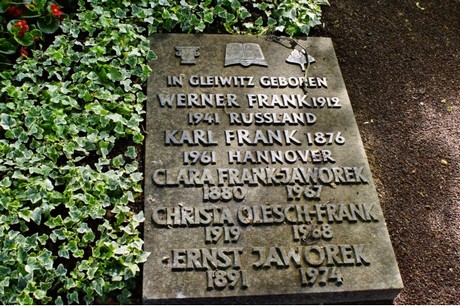 IN GLEIWITZ GEBOREN
WERNER FRANK 1912
1941 RUSSLAND
KARL FRANK 1876
1961 HANNOVER
CLARA FRANK-JAWOREK
1880 1967
CHRISTA OLESCH-FRANK
1919 1968
ERNST JAWOREK
1891 1974